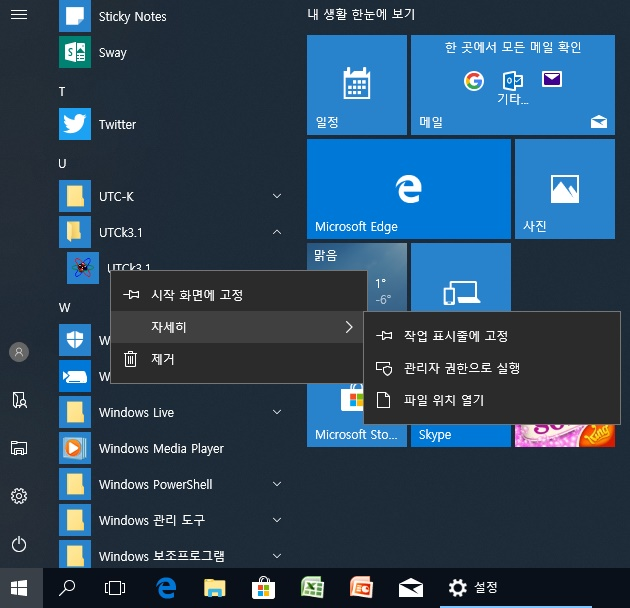 Sticky Notes
Sway
T
Twitter
U
UTC-K
UTCk3.1
UTCk3.1
시작 화면에 고정
자세히
제거
작업 표시줄에 고정
관리자 권한으로 실행
파일 위치 열기
W
W
W
Windows Live
Windows Media Player
Windows PowerShell
Windows 관리 도구
Windows 보조프로그램
내 생활 한눈에 보기
일정
한 곳에서 모든 메일 확인
기타...
메일
Microsoft Edge
사진
맑음
1°
-6°
Microsoft Sto...
Skype
설정